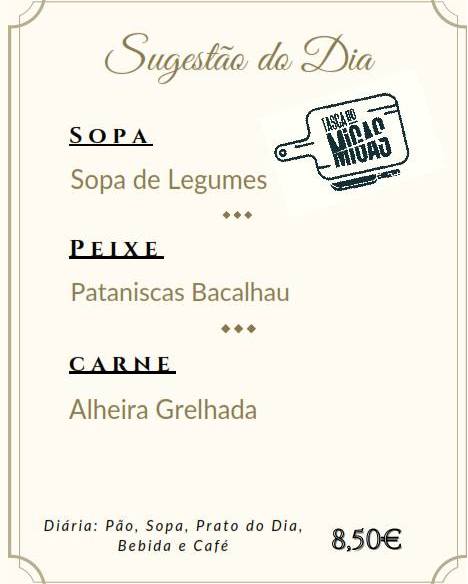 Sugestão do Dia
TASCA DO
MIGAS
SOPA
Sopa de Legumes
PEIXE
Pataniscas Bacalhau
CARNE
Alheira Grelhada
Diária: Pão, Sopa, Prato do Dia,
Bebida e Café
8,50€